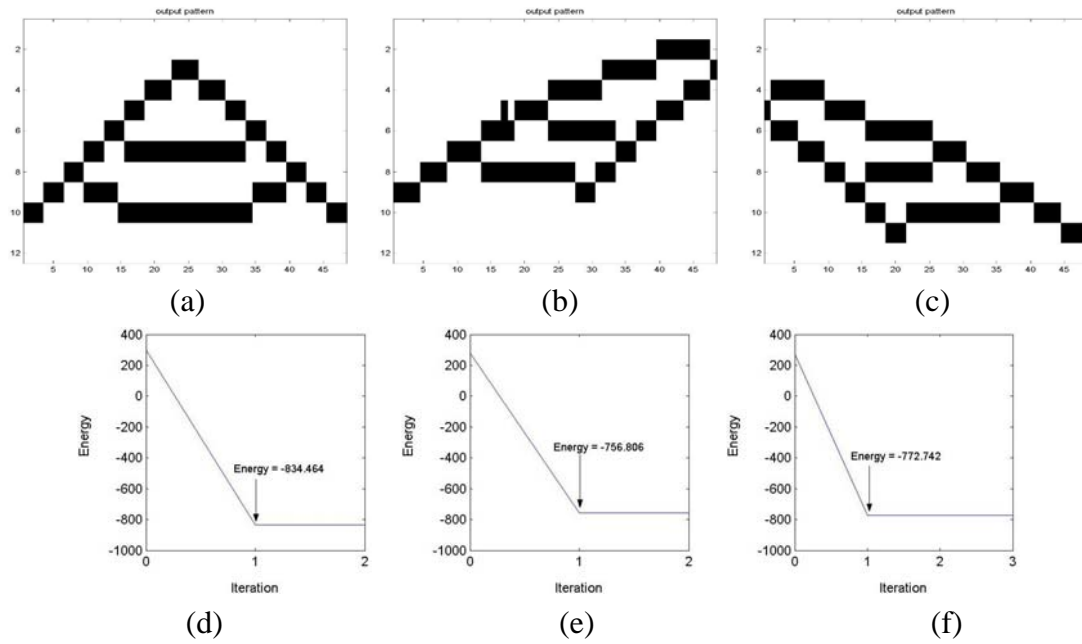 output pattern
output pattern
output pattern
2
4
6
8
10
12
5 10 15 20 25 30 35 40 45
2
4
6
8
10
12
5 10 15 20 25 30 35 40 45
2
4
6
8
10
12
5 10 15 20 25 30 35 40 45
(a)
(b)
(c)
400
200
0
-200
-400
-600
-800
-1000
Energy
Energy = -834.464
0 1 2
Iteration
400
200
0
-200
-400
-600
-800
-1000
Energy
Energy = -756.806
0 1 2
Iteration
400
200
0
-200
-400
-600
-800
-1000
Energy
Energy = -772.742
0 1 2 3
Iteration
(d)
(e)
(f)